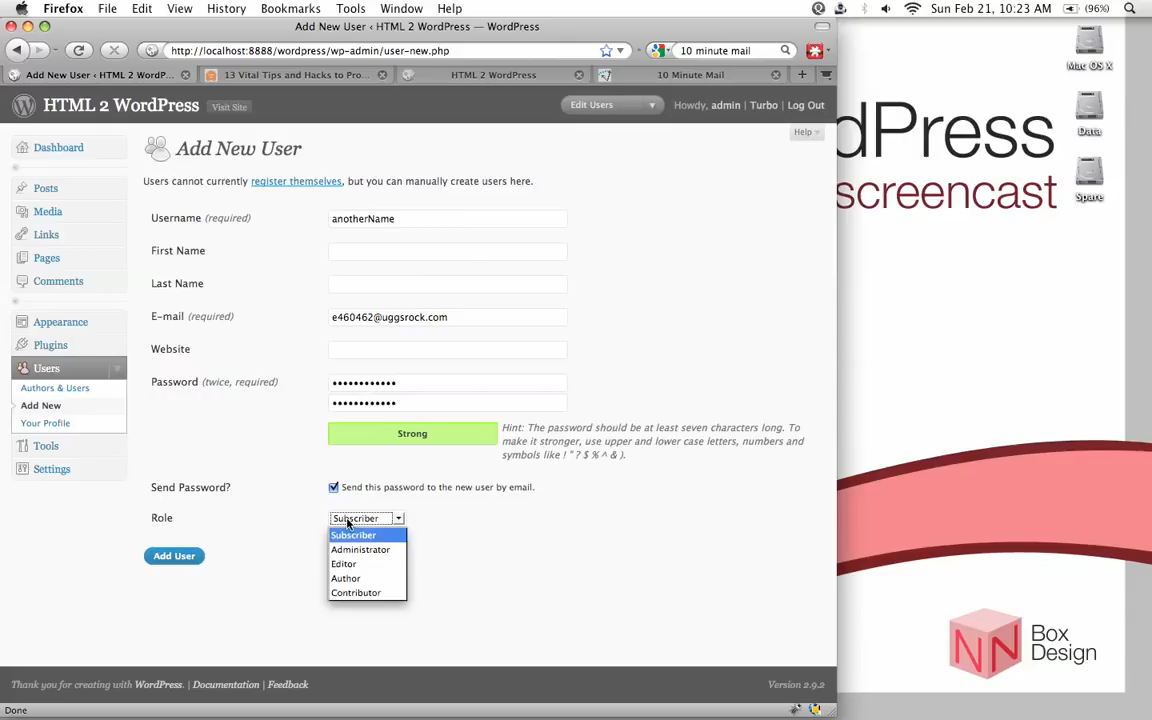 Firefox File Edit View History Bookmarks Tools Window Help
(96%) Sun Feb 21, 10:23 AM
Add New User ‹ HTML 2 WordPress — WordPress
http://localhost:8888/wordpress/wp-admin/user-new.php
10 minute mail
Add New User ‹ HTML 2 WordP...
13 Vital Tips and Hacks to Pro...
HTML 2 WordPress
10 Minute Mail
HTML 2 WordPress Visit Site
Edit Users
Howdy, admin | Turbo | Log Out
Help
Dashboard
Posts
Media
Links
Pages
Comments
Appearance
Plugins
Users
Authors & Users
Add New
Your Profile
Tools
Settings
Add New User
Users cannot currently register themselves, but you can manually create users here.
Username (required) anotherName
First Name
Last Name
E-mail (required) e460462@uggsrock.com
Website
Password (twice, required) ••••••••••••
••••••••••••
Strong
Hint: The password should be at least seven characters long. To
make it stronger, use upper and lower case letters, numbers and
symbols like ! " ? $ % ^ & ).
Send Password? Send this password to the new user by email.
Role Subscriber
Subscriber
Administrator
Editor
Author
Contributor
Add User
Thank you for creating with WordPress. | Documentation | Feedback
Version 2.9.2
Done
dPress
screencast
Mac OS X
Data
Spare
NN
Box
Design